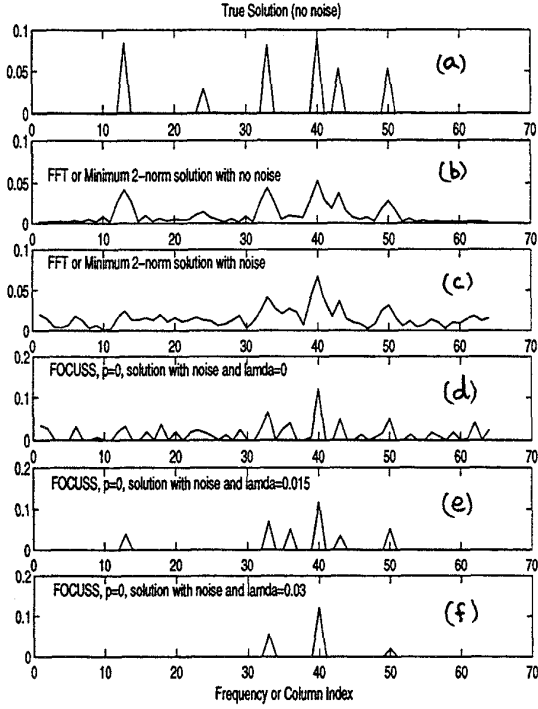 True Solution (no noise)
0.1
0.05
0
(a)
0 10 20 30 40 50 60 70
0.1
0.05
0
FFT or Minimum 2-norm solution with no noise
(b)
0 10 20 30 40 50 60 70
0.1
0.05
0
FFT or Minimum 2-norm solution with noise
(c)
0 10 20 30 40 50 60 70
0.2
0.1
0
FOCUSS, p=0, solution with noise and lamda=0
(d)
0 10 20 30 40 50 60 70
0.2
0.1
0
FOCUSS, p=0, solution with noise and lamda=0.015
(e)
0 10 20 30 40 50 60 70
0.2
0.1
0
FOCUSS, p=0, solution with noise and lamda=0.03
(f)
0 10 20 30 40 50 60 70
Frequency or Column Index